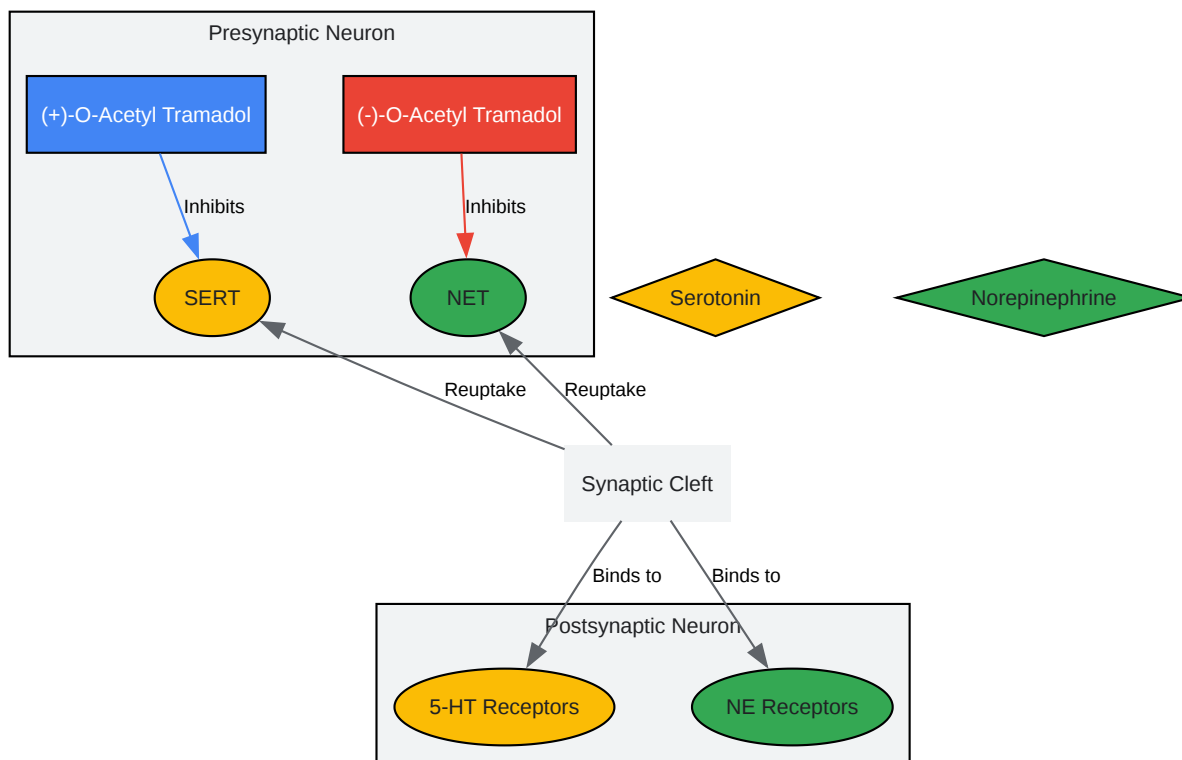 Presynaptic Neuron
(+)-O-Acetyl Tramadol
(-)-O-Acetyl Tramadol
Inhibits
Inhibits
SERT
NET
Serotonin
Norepinephrine
Reuptake
Reuptake
Synaptic Cleft
Binds to
Binds to
Postsynaptic Neuron
5-HT Receptors
NE Receptors